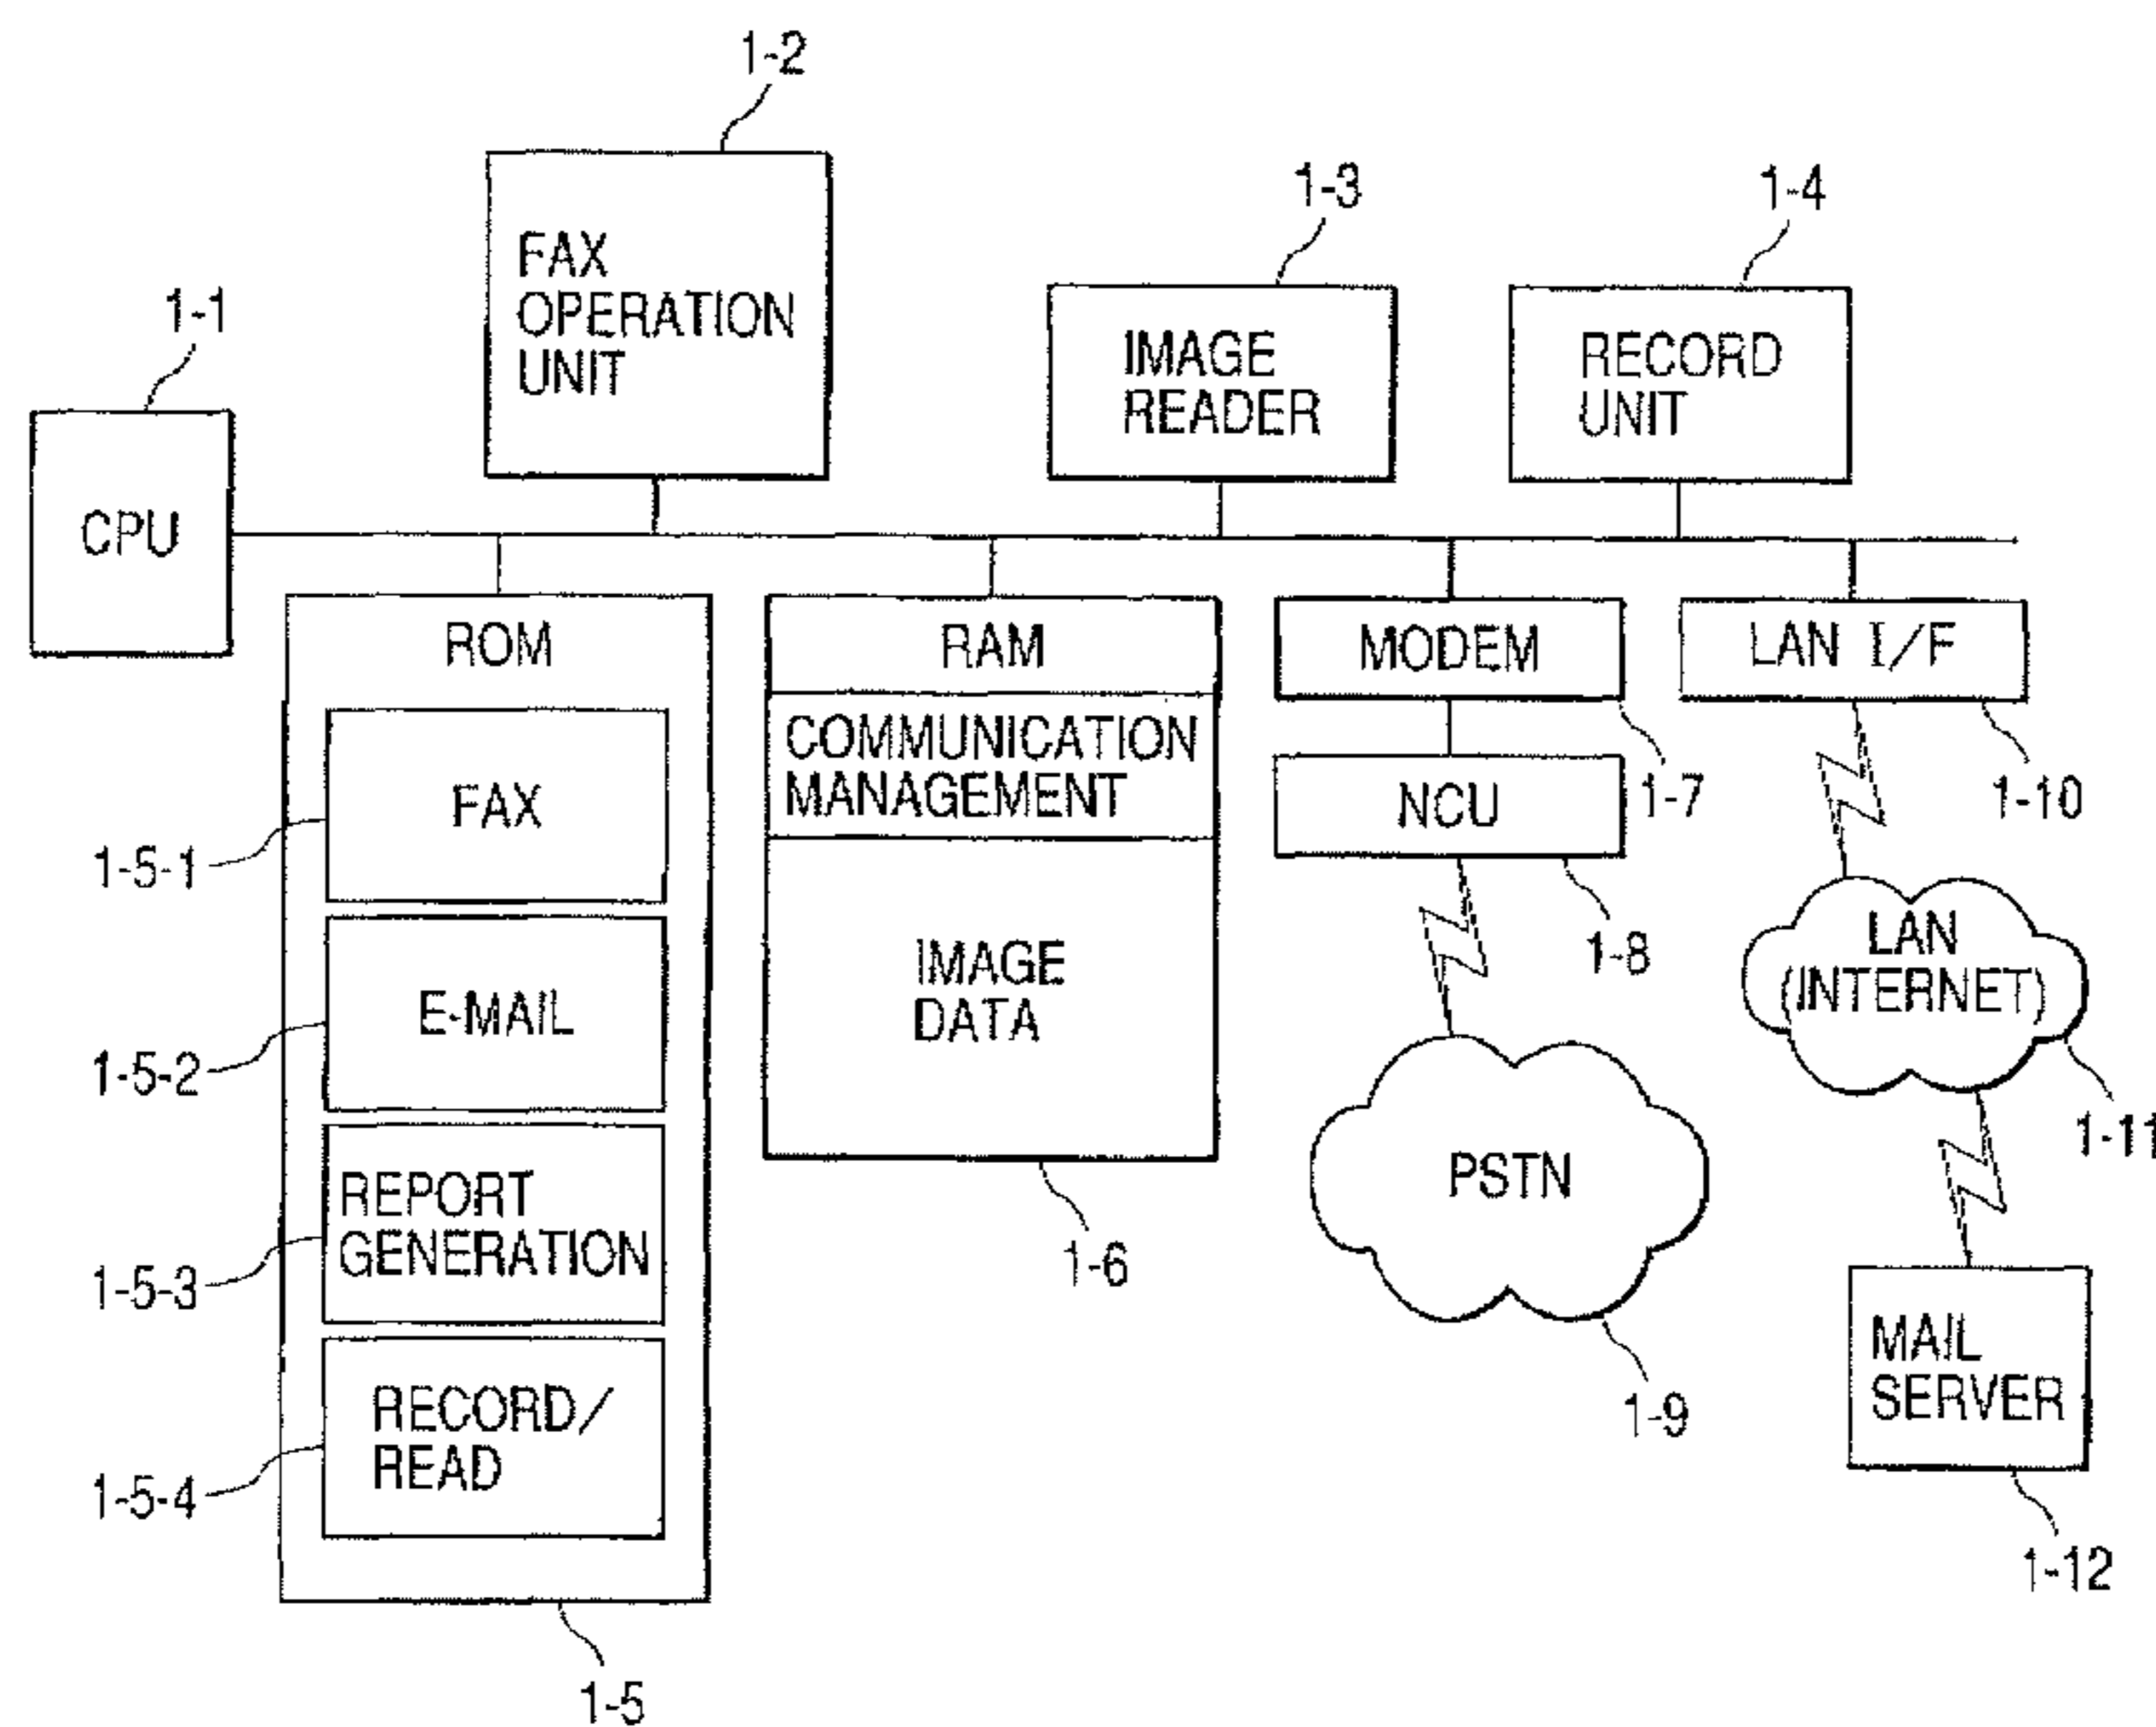 1-2
1-3
1-4
1-1
FAX
OPERATION
UNIT
IMAGE
READER
RECORD
UNIT
CPU
ROM
RAM
MODEM
LAN I/F
COMMUNICATION
MANAGEMENT
1-7
1-10
FAX
NCU
1-5-1
1-8
E-MAIL
IMAGE
DATA
LAN
(INTERNET)
1-5-2
1-11
REPORT
GENERATION
PSTN
1-5-3
1-6
MAIL
SERVER
RECORD/
READ
1-9
1-5-4
1-12
1-5